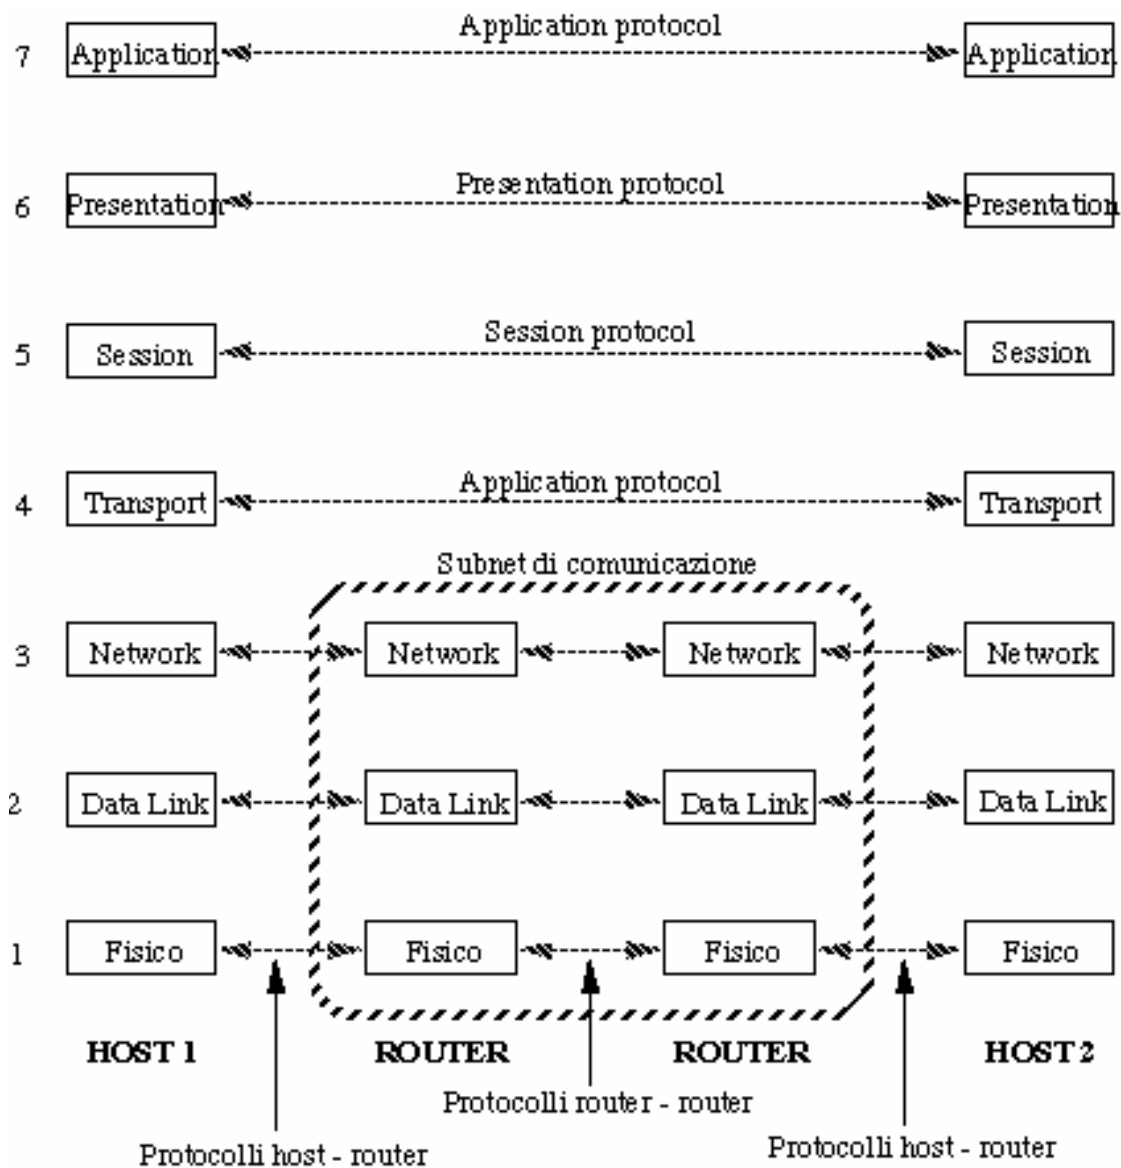 Application protocol
7 Application Application
Presentation protocol
6 Presentation Presentation
Session protocol
5 Session Session
Application protocol
4 Transport Transport
Subnet di comunicazione
3 Network Network Network Network
2 Data Link Data Link Data Link Data Link
1 Fisico Fisico Fisico Fisico
HOST 1 ROUTER ROUTER HOST 2
Protocolli router - router
Protocolli host - router Protocolli host - router